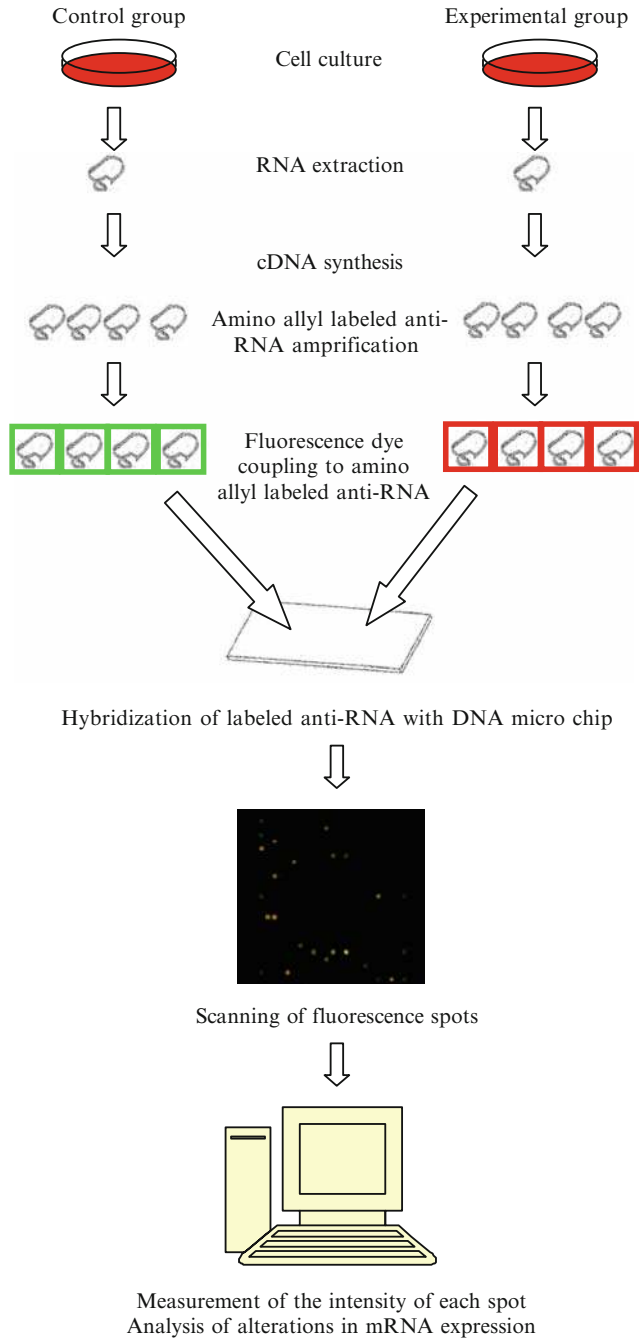 Control group
Experimental group
Cell culture
RNA extraction
cDNA synthesis
Amino allyl labeled anti-
RNA amprification
Fluorescence dye
coupling to amino
allyl labeled anti-RNA
Hybridization of labeled anti-RNA with DNA micro chip
Scanning of fluorescence spots
Measurement of the intensity of each spot
Analysis of alterations in mRNA expression